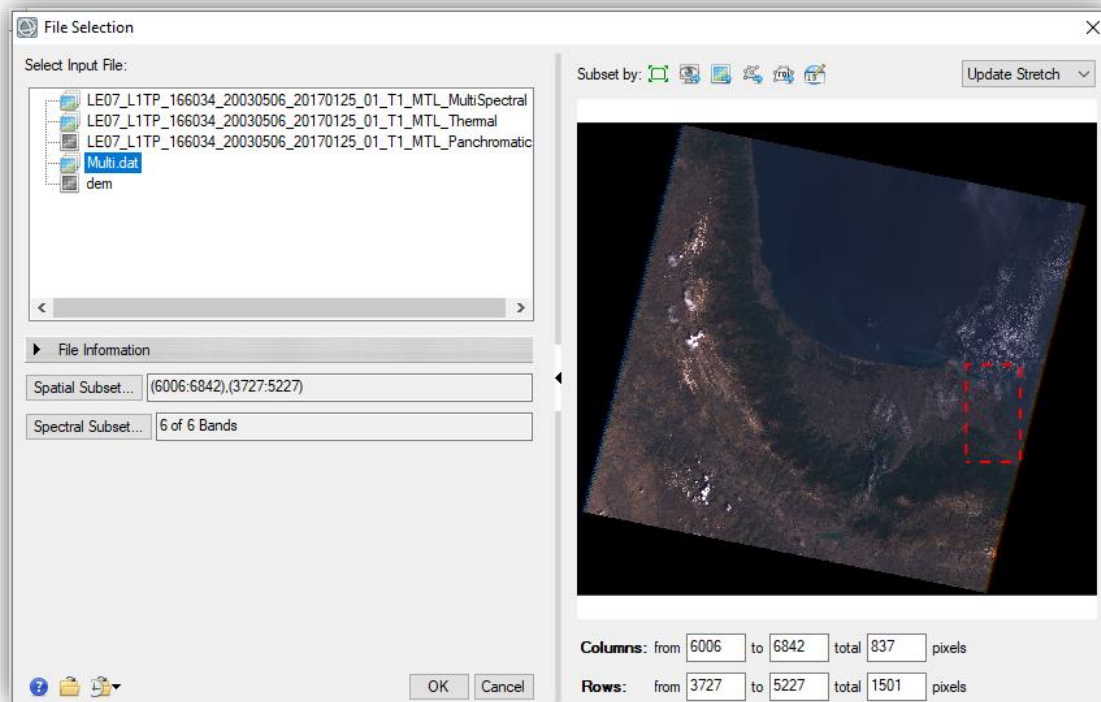 File Selection
Select Input File:
LE07_L1TP_166034_20030506_20170125_01_T1_MTL_MultiSpectral
LE07_L1TP_166034_20030506_20170125_01_T1_MTL_Thermal
LE07_L1TP_166034_20030506_20170125_01_T1_MTL_Panchromatic
Multi.dat
dem
File Information
Spatial Subset... (6006:6842),(3727:5227)
Spectral Subset... 6 of 6 Bands
OK Cancel
Subset by: Update Stretch
Columns: from 6006 to 6842 total 837 pixels
Rows: from 3727 to 5227 total 1501 pixels